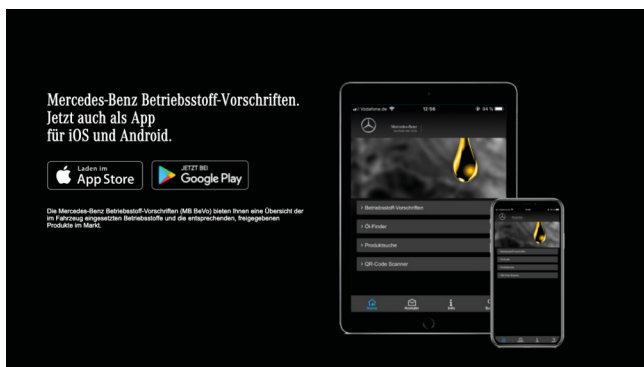 Mercedes-Benz Betriebsstoff-Vorschriften.
Jetzt auch als App
für iOS und Android.
Laden im
App Store
JETZT BEI
Google Play
Die Mercedes-Benz Betriebsstoff-Vorschriften (MB BeVo) bieten Ihnen eine Übersicht der
im Fahrzeug eingesetzten Betriebsstoffe und die entsprechenden, freigegebenen
Produkte im Markt.
Vodafone.de 12:56 94 %
Mercedes-Benz
> Betriebsstoff-Vorschriften
> Öl-Finder
> Produktsuche
> QR-Code Scanner
Home Kontakt Info